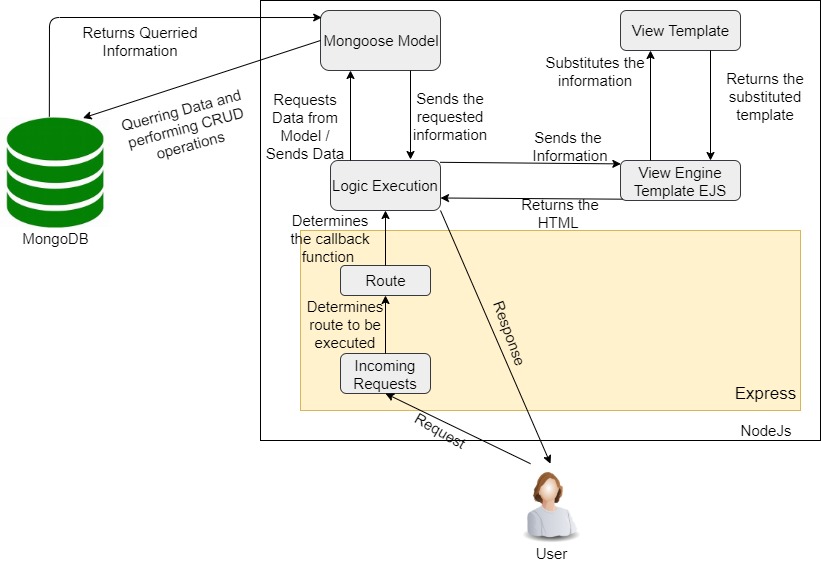 Returns Querried
Information
Mongoose Model
View Template
Querring Data and
performing CRUD
operations
Requests
Data from
Model /
Sends Data
Sends the
requested
information
Substitutes the
information
Returns the
substituted
template
Sends the
Information
Logic Execution
View Engine
Template EJS
Returns the
HTML
MongoDB
Determines
the callback
function
Route
Determines
route to be
executed
Response
Incoming
Requests
Express
Request
NodeJs
User